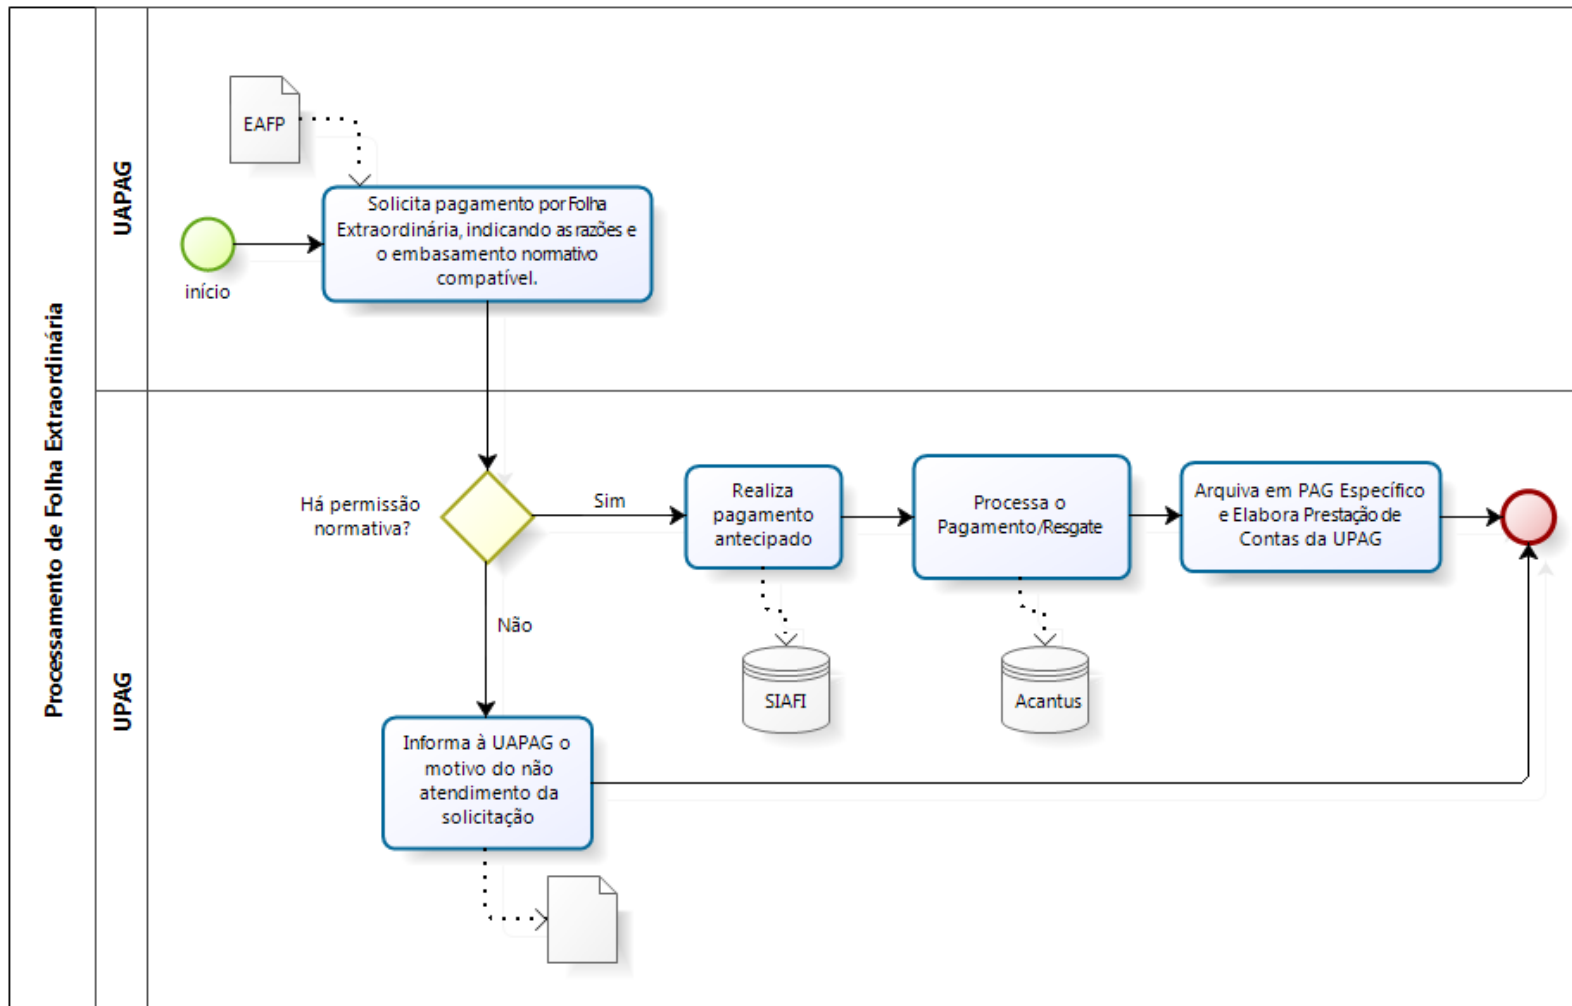 Processamento de Folha Extraordinária
UAPAG
EAFP
início
Solicita pagamento por Folha
Extraordinária, indicando as razões e
o embasamento normativo
compatível.
UPAG
Há permissão
normativa?
Sim
Não
Realiza
pagamento
antecipado
Processa o
Pagamento/Resgate
Arquiva em PAG Específico
e Elabora Prestação de
Contas da UPAG
SIAFI
Acantus
Informa à UAPAG o
motivo do não
atendimento da
solicitação